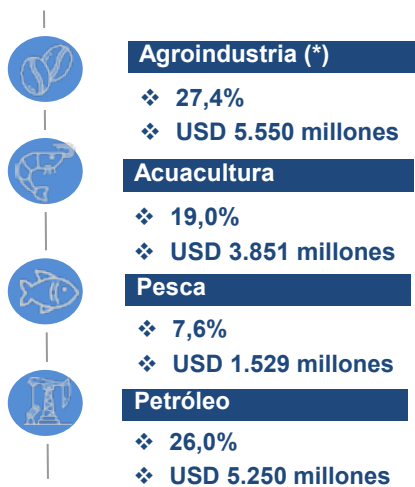 Agroindustria (*)
❖ 27,4%
❖ USD 5.550 millones
Acuacultura
❖ 19,0%
❖ USD 3.851 millones
Pesca
❖ 7,6%
❖ USD 1.529 millones
Petróleo
❖ 26,0%
❖ USD 5.250 millones